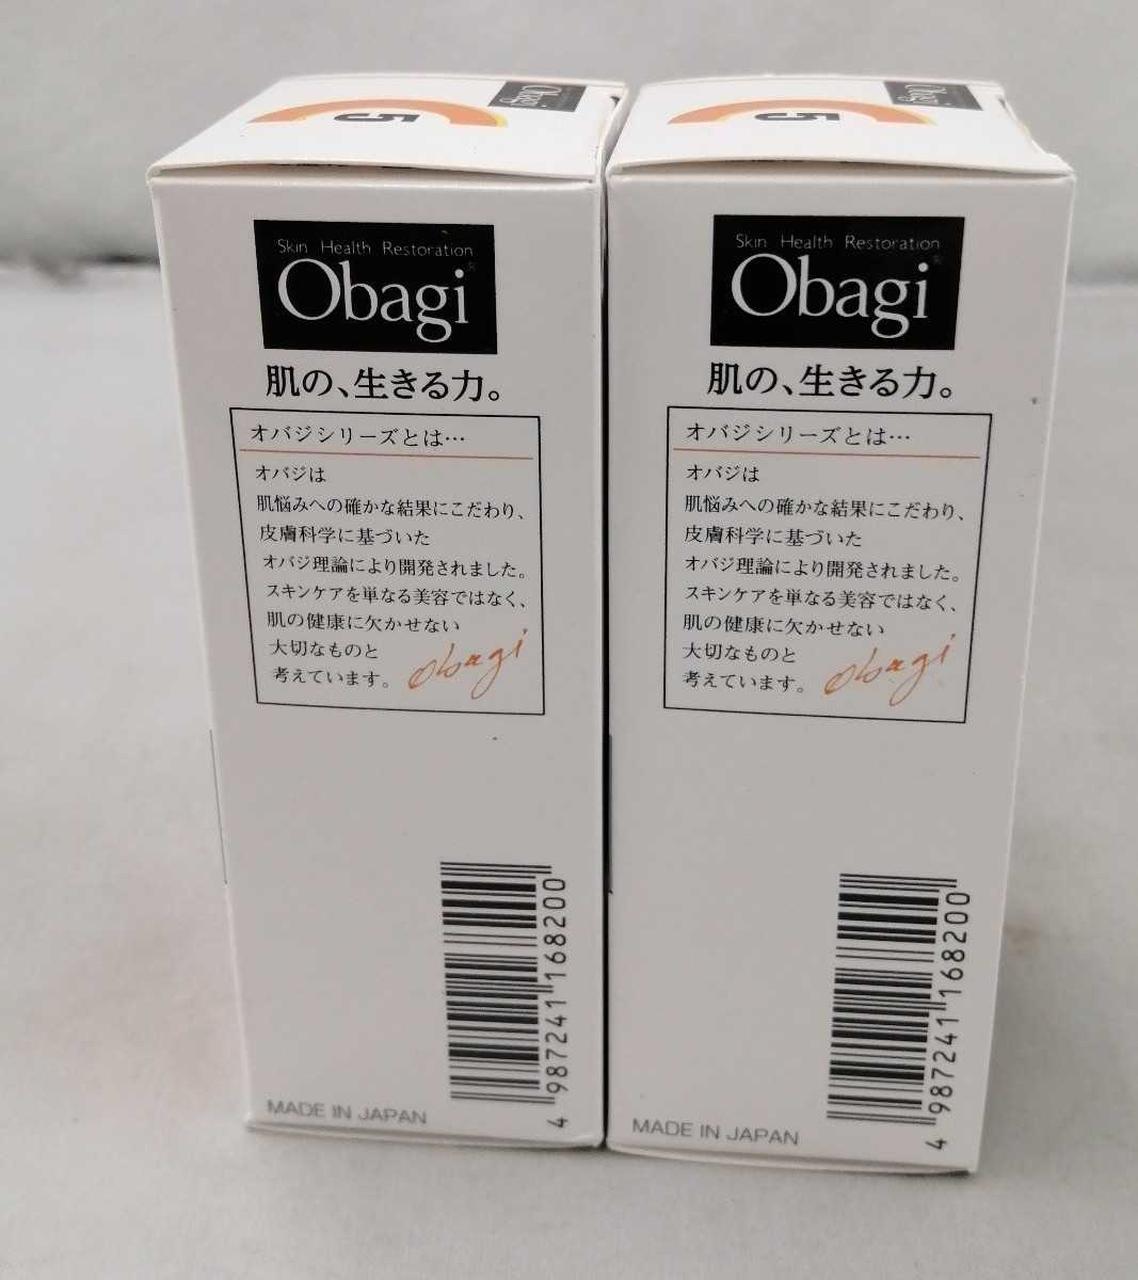 Obagi
5
Skin Health Restoration
Obagi®
肌の、生きる力。
オバジシリーズとは…
オバジは
肌悩みへの確かな結果にこだわり、
皮膚科学に基づいた
オバジ理論により開発されました。
スキンケアを単なる美容ではなく、
肌の健康に欠かせない
大切なものと
考えています。
Obagi
4 987241 168200
MADE IN JAPAN
Obagi
5
Skin Health Restoration
Obagi®
肌の、生きる力。
オバジシリーズとは…
オバジは
肌悩みへの確かな結果にこだわり、
皮膚科学に基づいた
オバジ理論により開発されました。
スキンケアを単なる美容ではなく、
肌の健康に欠かせない
大切なものと
考えています。
Obagi
4 987241 168200
MADE IN JAPAN